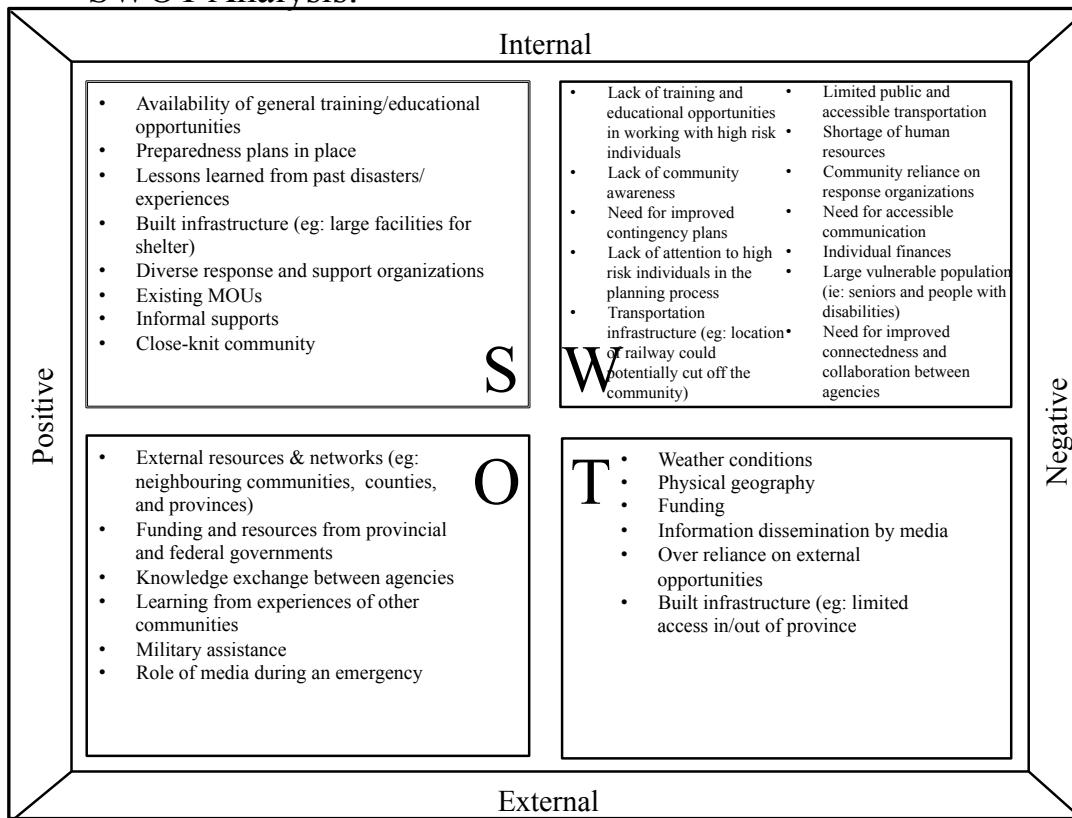 SWOT Analysis:
Internal
• Availability of general training/educational
opportunities
• Preparedness plans in place
• Lessons learned from past disasters/
experiences
• Built infrastructure (eg: large facilities for
shelter)
• Diverse response and support organizations
• Existing MOUs
• Informal supports
• Close-knit community
S
• Lack of training and
educational opportunities
in working with high risk
individuals
• Lack of community
awareness
• Need for improved
contingency plans
• Lack of attention to high
risk individuals in the
planning process
• Transportation
infrastructure (eg: location
of railway could
potentially cut off the
community)
• Limited public and
accessible transportation
• Shortage of human
resources
• Community reliance on
response organizations
• Need for accessible
communication
• Individual finances
• Large vulnerable population
(ie: seniors and people with
disabilities)
• Need for improved
connectedness and
collaboration between
agencies
W
Positive
Negative
• External resources & networks (eg:
neighbouring communities, counties,
and provinces)
• Funding and resources from provincial
and federal governments
• Knowledge exchange between agencies
• Learning from experiences of other
communities
• Military assistance
• Role of media during an emergency
O
T
• Weather conditions
• Physical geography
• Funding
• Information dissemination by media
• Over reliance on external
opportunities
• Built infrastructure (eg: limited
access in/out of province
External